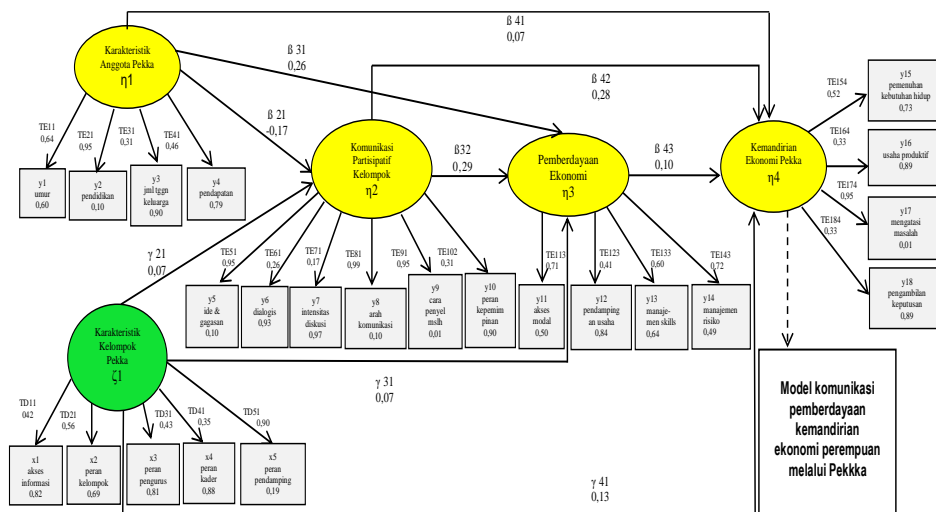 ß 41
0,07
Karakteristik
Anggota Pekka
η1
ß 31
0,26
ß 42
0,28
ß 21
-0,17
TE11
0,64
TE21
0,95
TE31
0,31
TE41
0,46
y1
umur
0,60
y2
pendidikan
0,10
y3
jml tggn
keluarga
0,90
y4
pendapatan
0,79
Komunikasi
Partisipatif
Kelompok
η2
ß32
0,29
Pemberdayaan
Ekonomi
η3
ß 43
0,10
Kemandirian
Ekonomi Pekka
η4
TE154
0,52
TE164
0,33
TE174
0,95
TE184
0,33
y15
pemenuhan
kebutuhan hidup
0,73
y16
usaha produktif
0,89
y17
mengatasi
masalah
0,01
y18
pengambilan
keputusan
0,89
γ 21
0,07
TE51
0,95
TE61
0,26
TE71
0,17
TE81
0,99
TE91
0,95
TE102
0,31
TE113
0,71
TE123
0,41
TE133
0,60
TE143
0,72
y5
ide &
gagasan
0,10
y6
dialogis
0,93
y7
intensitas
diskusi
0,97
y8
arah
komunikasi
0,10
y9
cara
penyel
mslh
0,01
y10
peran
kepemim
pinan
0,90
y11
akses
modal
0,50
y12
pendamping
an usaha
0,84
y13
manaje-
men skills
0,64
y14
manajemen
risiko
0,49
Karakteristik
Kelompok
Pekka
ζ1
γ 31
0,07
TD11
042
TD21
0,56
TD31
0,43
TD41
0,35
TD51
0,90
x1
akses
informasi
0,82
x2
peran
kelompok
0,69
x3
peran
pengurus
0,81
x4
peran
kader
0,88
x5
peran
pendamping
0,19
γ 41
0,13
Model komunikasi
pemberdayaan
kemandirian
ekonomi perempuan
melalui Pekkka